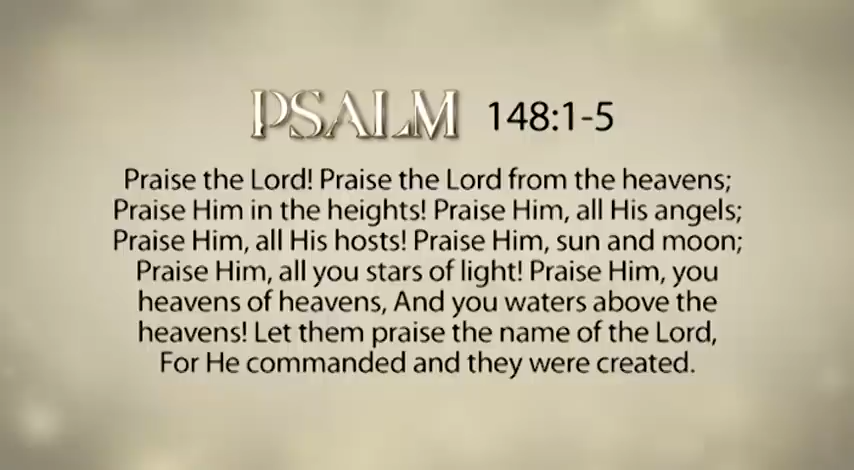 PSALM 148:1-5
Praise the Lord! Praise the Lord from the heavens;
Praise Him in the heights! Praise Him, all His angels;
Praise Him, all His hosts! Praise Him, sun and moon;
Praise Him, all you stars of light! Praise Him, you
heavens of heavens, And you waters above the
heavens! Let them praise the name of the Lord,
For He commanded and they were created.